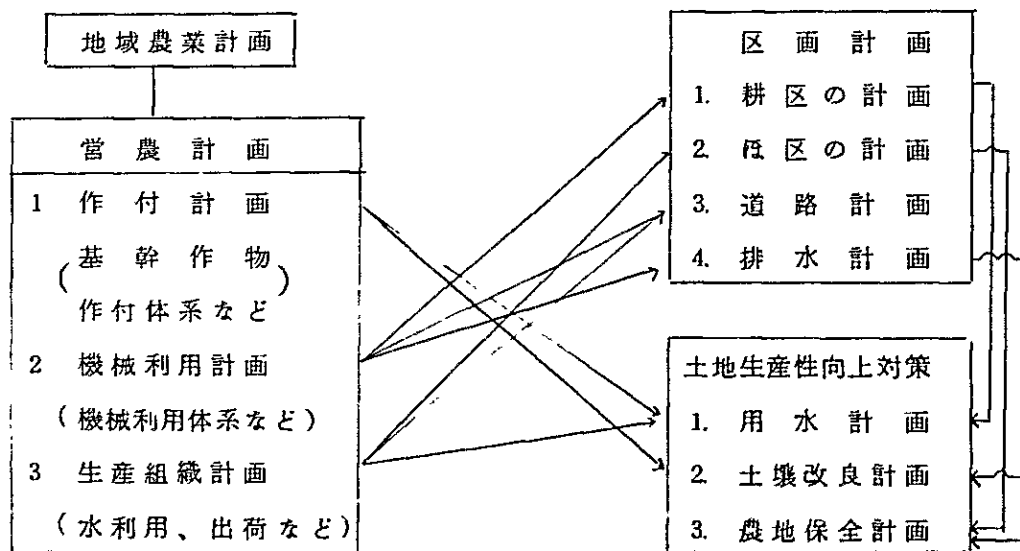 地域農業計画
営農計画
1 作付計画
(基幹作物
作付体系など)
2 機械利用計画
(機械利用体系など)
3 生産組織計画
(水利用、出荷など)
区画計画
1. 耕区の計画
2. ほ区の計画
3. 道路計画
4. 排水計画
土地生産性向上対策
1. 用水計画
2. 土壌改良計画
3. 農地保全計画